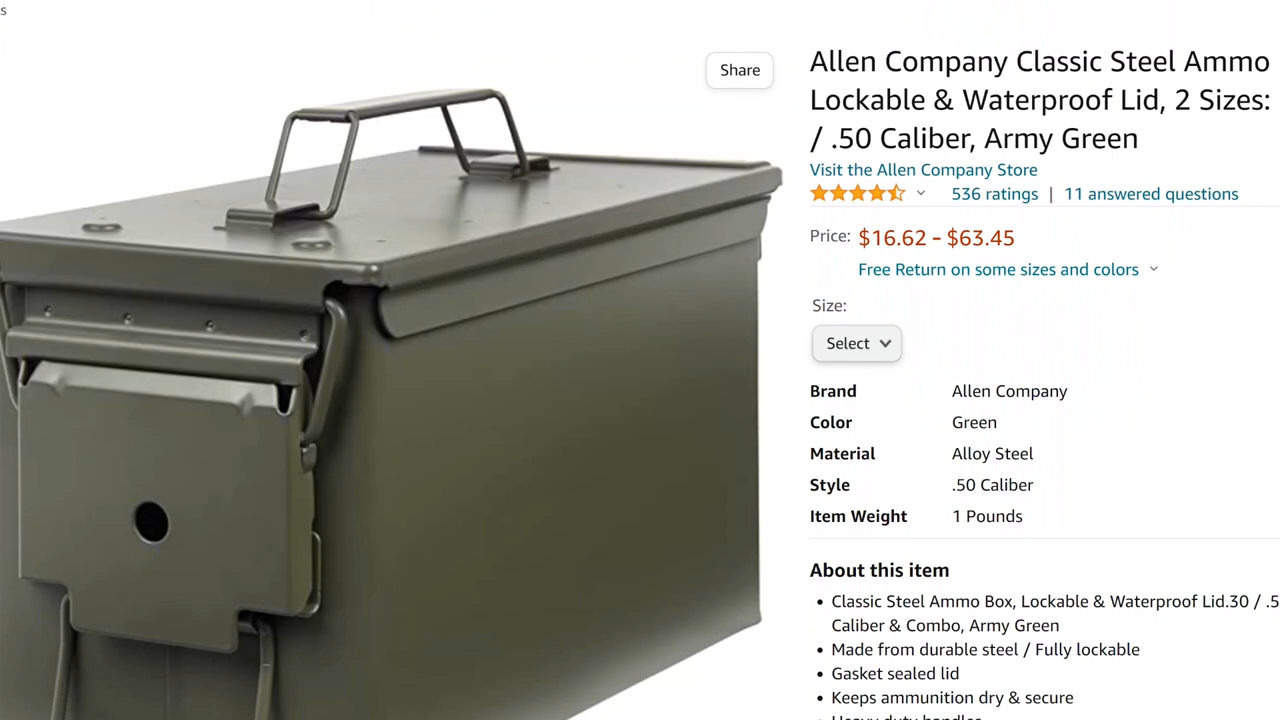 s
Share
Allen Company Classic Steel Ammo
Lockable & Waterproof Lid, 2 Sizes:
/ .50 Caliber, Army Green
Visit the Allen Company Store
536 ratings | 11 answered questions
Price: $16.62 - $63.45
Free Return on some sizes and colors
Size:
Select
Brand Allen Company
Color Green
Material Alloy Steel
Style .50 Caliber
Item Weight 1 Pounds
About this item
• Classic Steel Ammo Box, Lockable & Waterproof Lid.30 / .5
Caliber & Combo, Army Green
• Made from durable steel / Fully lockable
• Gasket sealed lid
• Keeps ammunition dry & secure
• Heavy duty handles